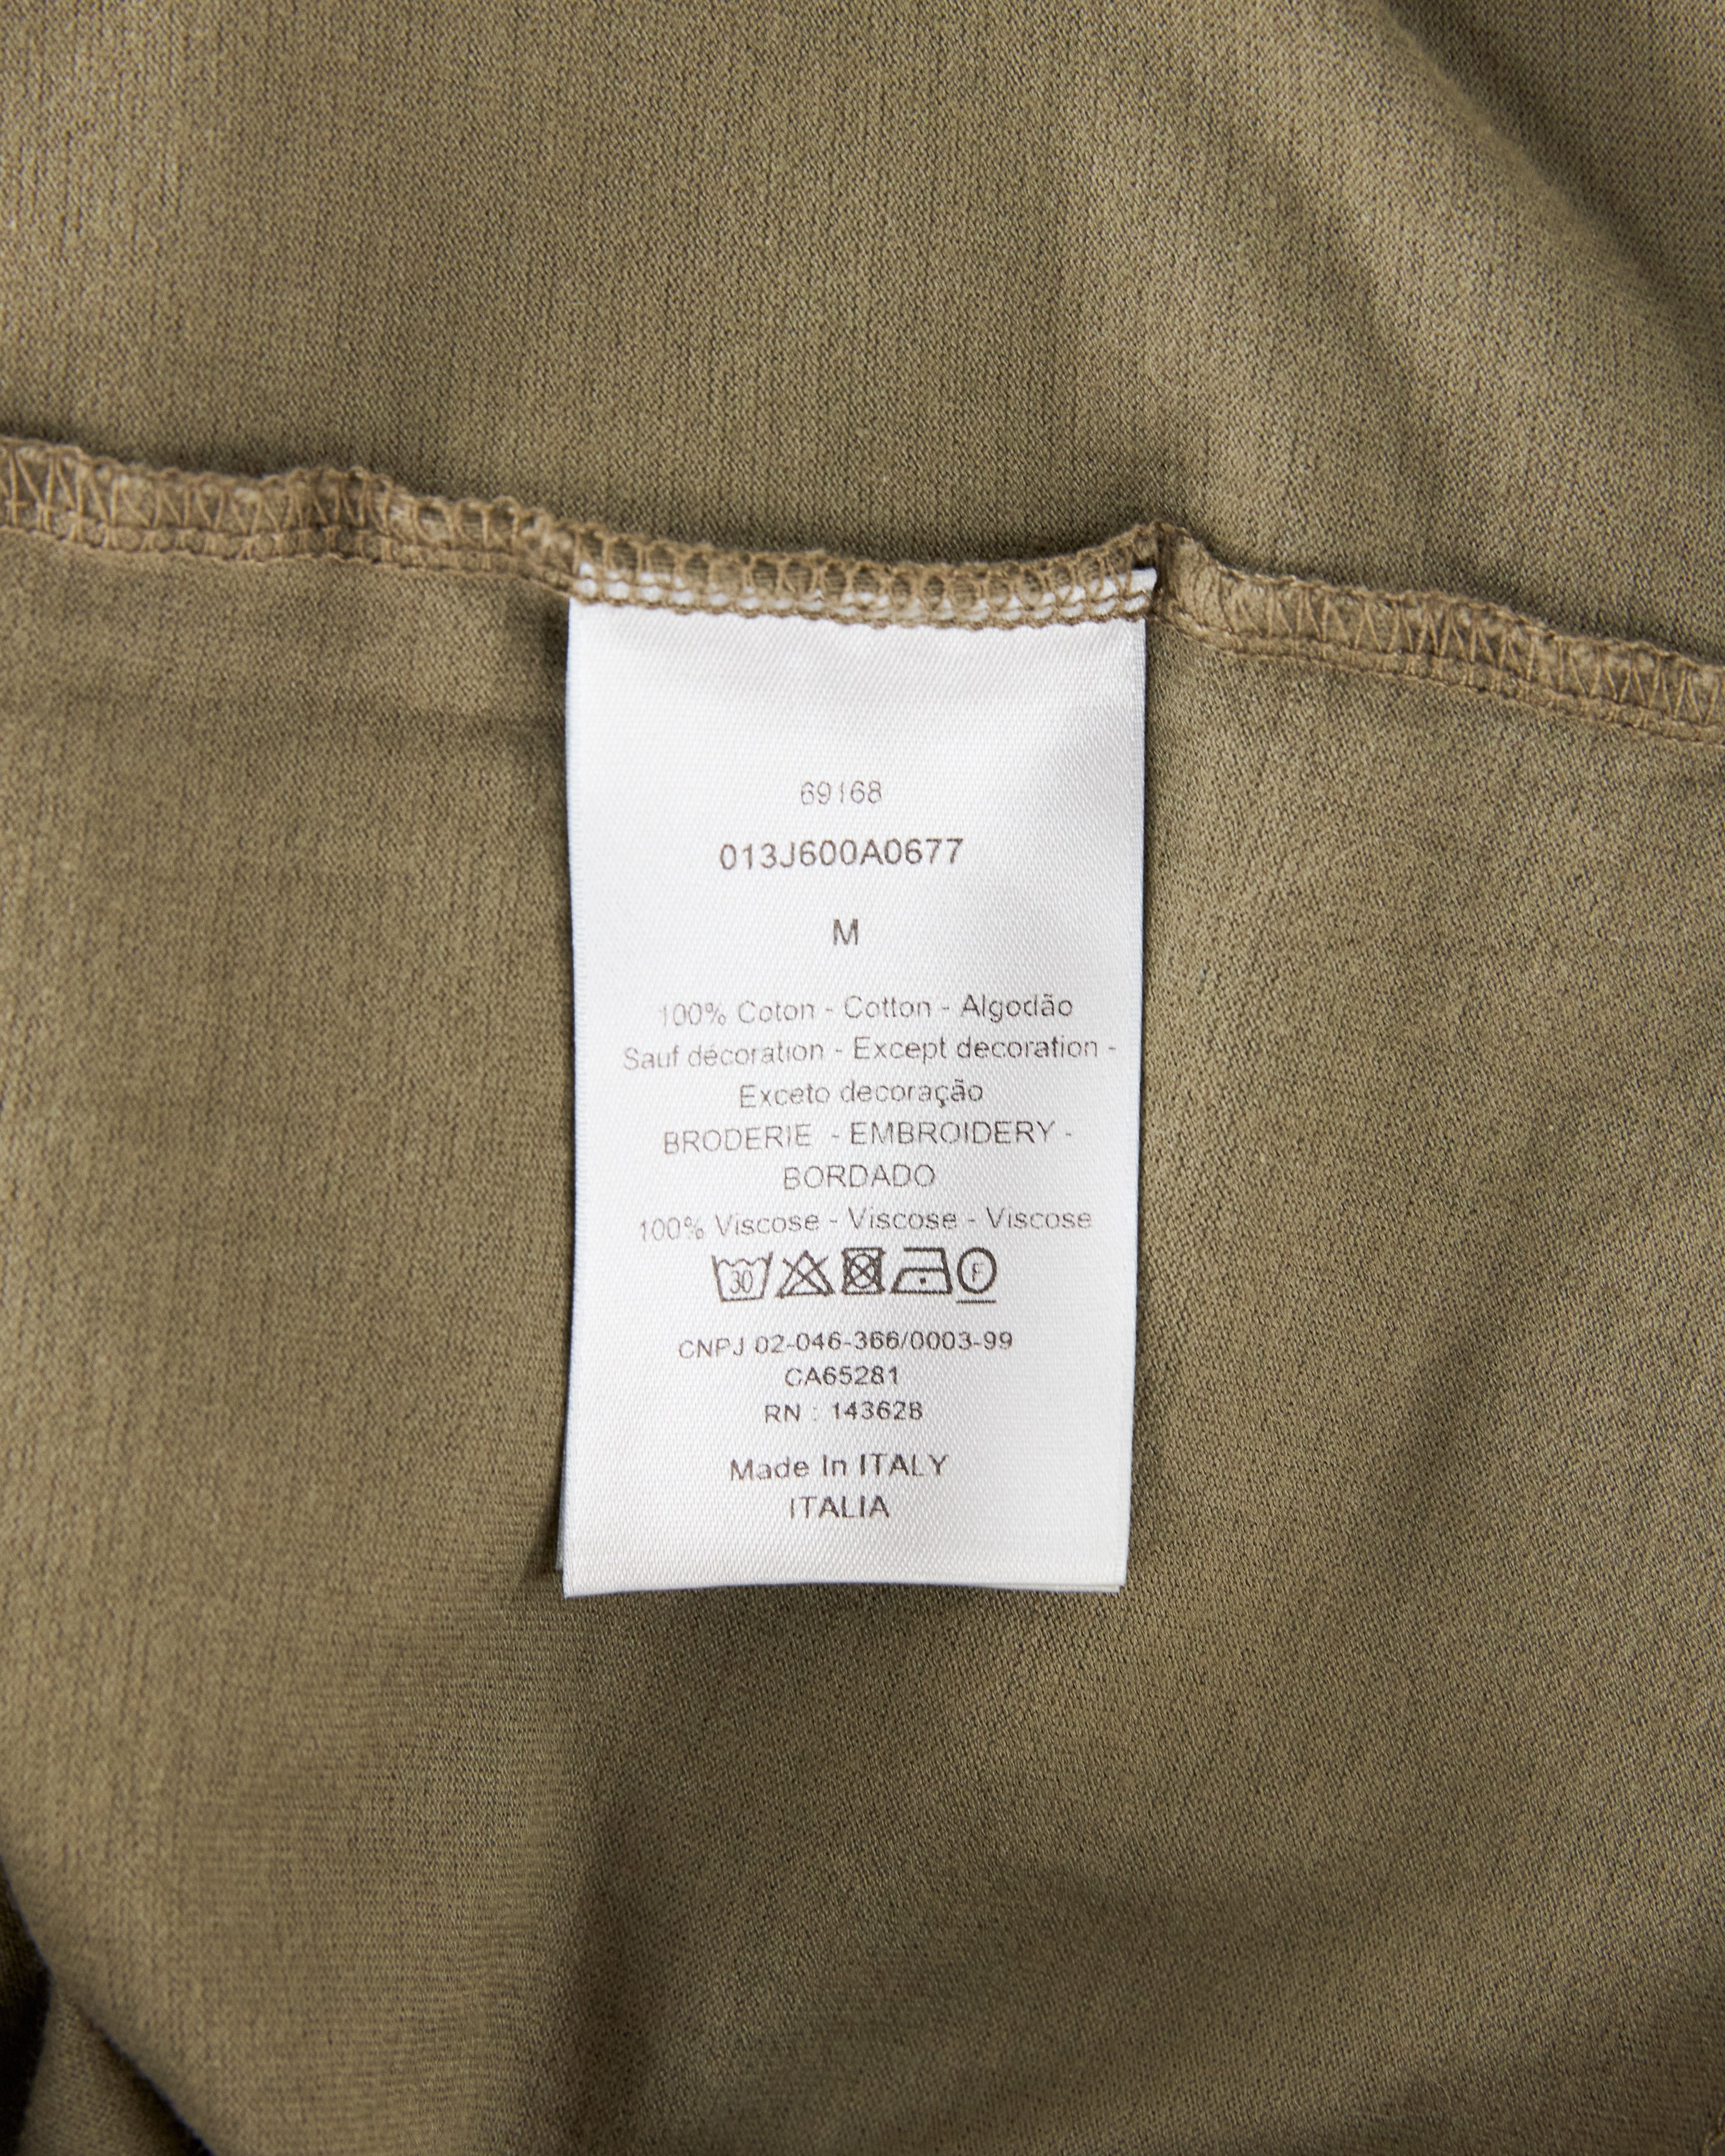 69168
013J600A0677
M
100% Coton - Cotton - Algodão
Sauf décoration - Except decoration -
Exceto decoração
BRODERIE - EMBROIDERY -
BORDADO
100% Viscose - Viscose - Viscose
30 F
CNPJ 02-046-366/0003-99
CA65281
RN : 143628
Made In ITALY
ITALIA